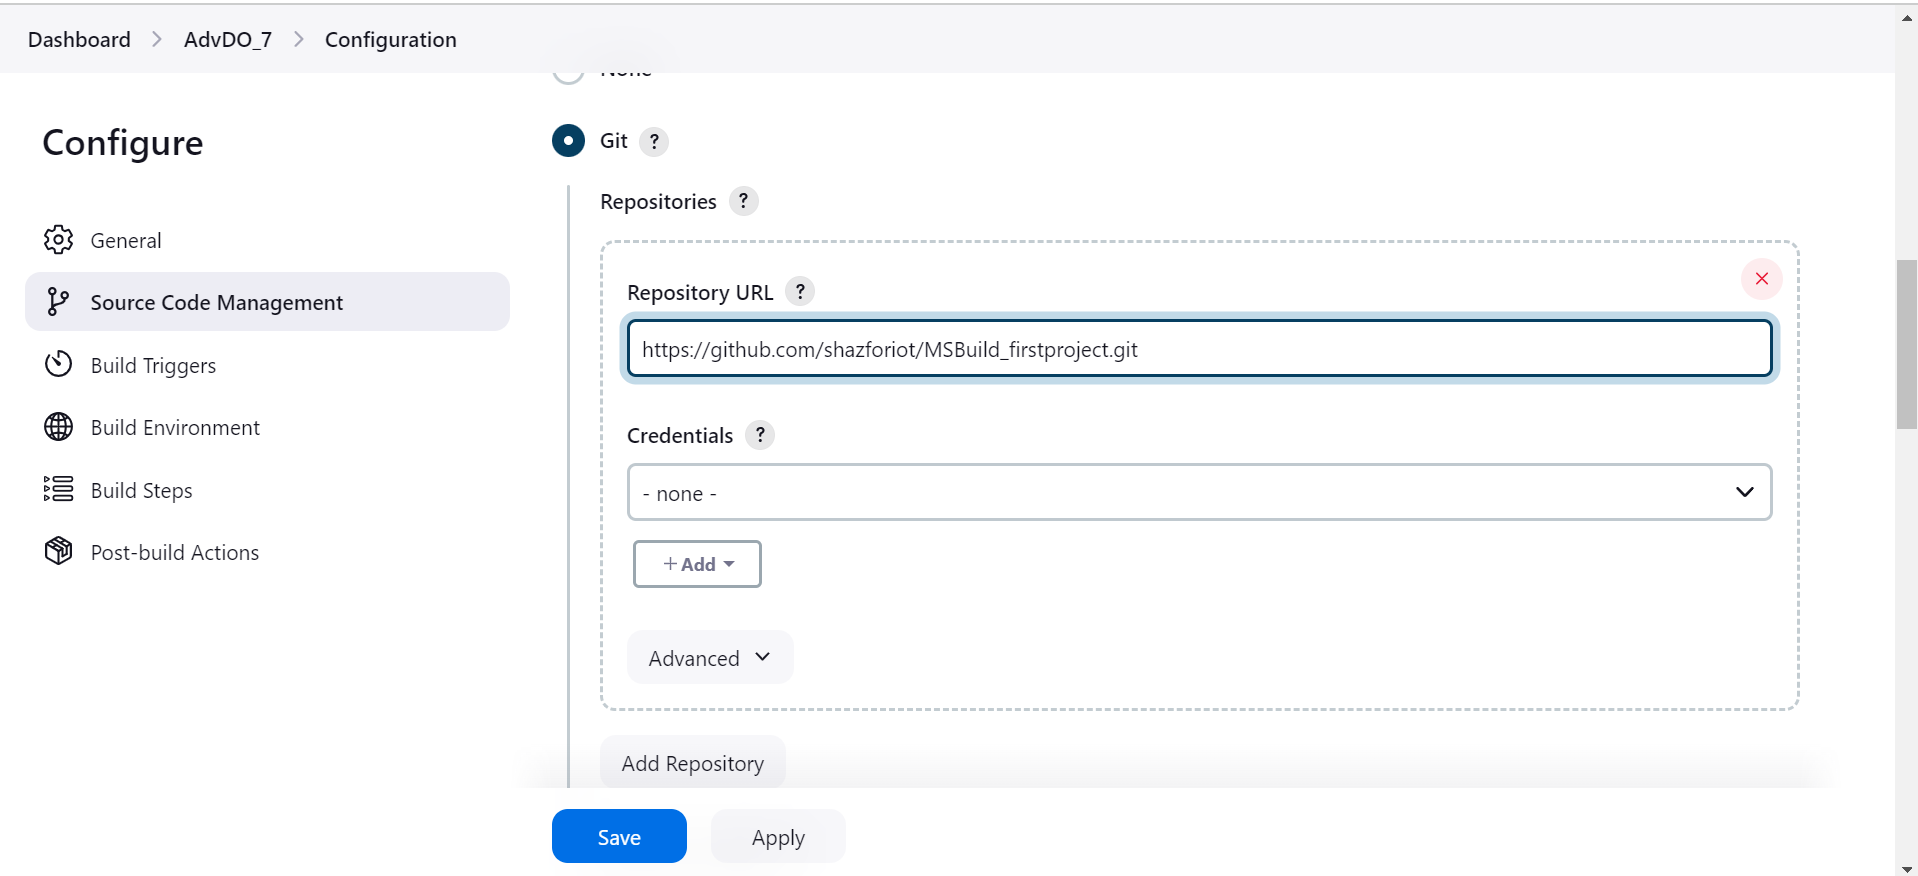 Dashboard > AdvDO_7 > Configuration
Configure
General
Source Code Management
Build Triggers
Build Environment
Build Steps
Post-build Actions
None
Git ?
Repositories ?
Repository URL ?
https://github.com/shazforiot/MSBuild_firstproject.git
Credentials ?
- none -
+ Add
Advanced
Add Repository
Save
Apply